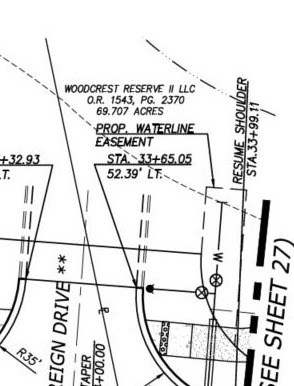 WOODCREST RESERVE II LLC
O.R. 1543, PG. 2370
69.707 ACRES
PROP. WATERLINE
EASEMENT
+32.93
STA. 33+65.05
LT.
52.39' LT.
RESUME SHOULDER
STA.33+99.11
W
R35'
EIGN DRIVE **
TAPER
+00.00
EE SHEET 27)